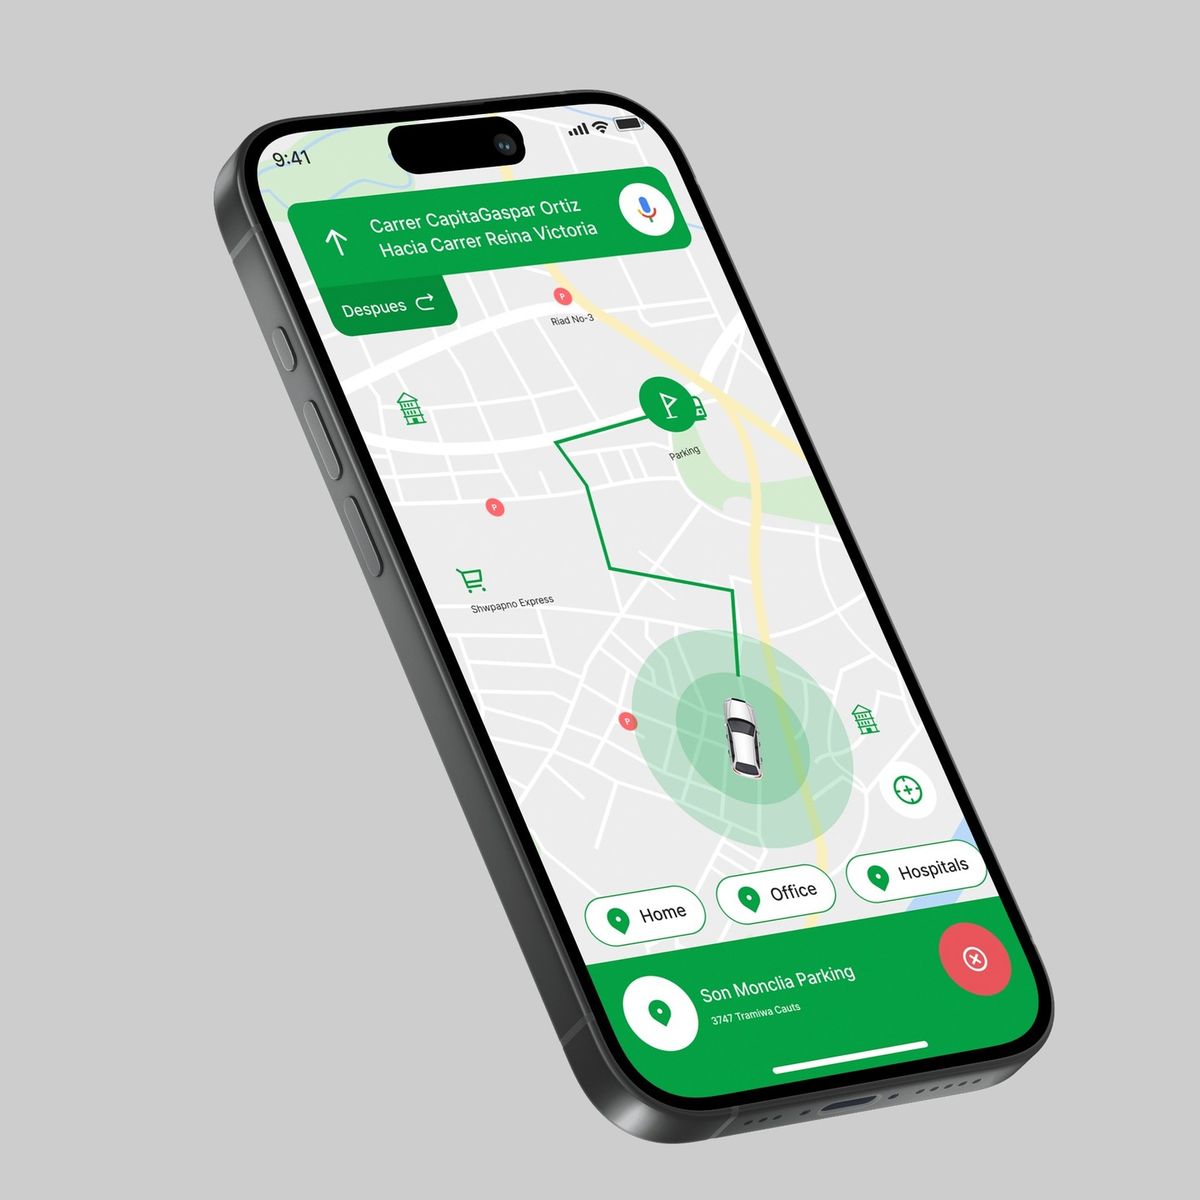 9:41
Carrer CapitaGaspar Ortiz
Hacia Carrer Reina Victoria
Despues
P
Riad No-3
Parking
P
Shwpapno Express
P
Home
Office
Hospitals
Son Monclia Parking
3747 Tramiwa Cauts